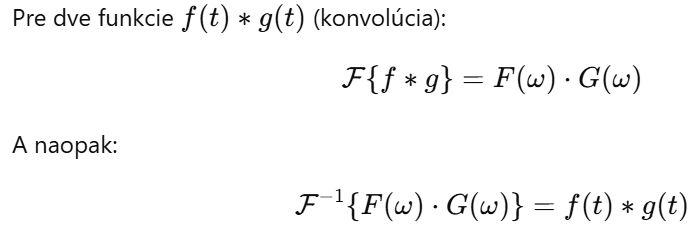 Pre dve funkcie f(t) ∗ g(t) (konvolúcia):
ℱ{f ∗ g} = F(ω) · G(ω)
A naopak:
ℱ⁻¹{F(ω) · G(ω)} = f(t) ∗ g(t)